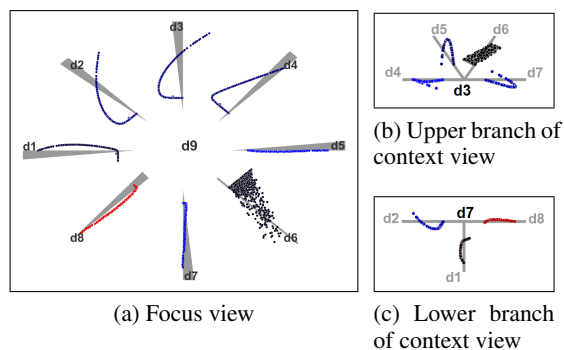 d3
d2
d4
d1
d9
d5
d8
d6
d7
(a) Focus view
d5
d6
d4
d3
d7
(b) Upper branch of
context view
d2
d7
d8
d1
(c) Lower branch
of context view